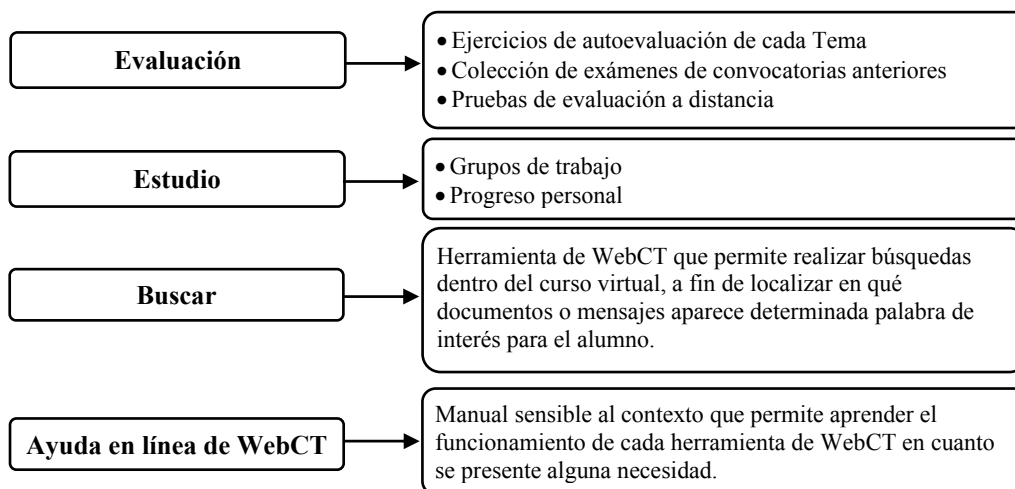 Evaluación
• Ejercicios de autoevaluación de cada Tema
• Colección de exámenes de convocatorias anteriores
• Pruebas de evaluación a distancia
Estudio
• Grupos de trabajo
• Progreso personal
Buscar
Herramienta de WebCT que permite realizar búsquedas
dentro del curso virtual, a fin de localizar en qué
documentos o mensajes aparece determinada palabra de
interés para el alumno.
Ayuda en línea de WebCT
Manual sensible al contexto que permite aprender el
funcionamiento de cada herramienta de WebCT en cuanto
se presente alguna necesidad.